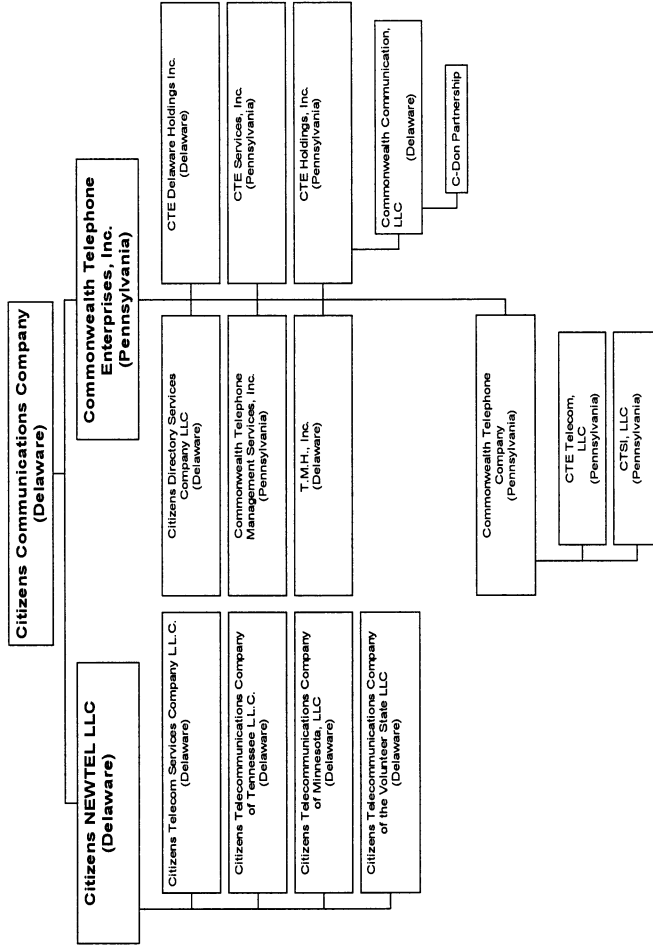 Citizens Communications Company
(Delaware)
Citizens NEWTEL LLC
(Delaware)
Citizens Telecom Services Company L.L.C.
(Delaware)
Citizens Telecommunications Company
of Tennessee L.L.C.
(Delaware)
Citizens Telecommunications Company
of Minnesota, LLC
(Delaware)
Citizens Telecommunications Company
of the Volunteer State LLC
(Delaware)
Commonwealth Telephone
Enterprises, Inc.
(Pennsylvania)
Citizens Directory Services
Company LLC
(Delaware)
Commonwealth Telephone
Management Services, Inc.
(Pennsylvania)
T.M.H., Inc.
(Delaware)
CTE Delaware Holdings Inc.
(Delaware)
CTE Services, Inc.
(Pennsylvania)
CTE Holdings, Inc.
(Pennsylvania)
Commonwealth Communication,
LLC
(Delaware)
C-Don Partnership
Commonwealth Telephone
Company
(Pennsylvania)
CTE Telecom,
LLC
(Pennsylvania)
CTSI, LLC
(Pennsylvania)